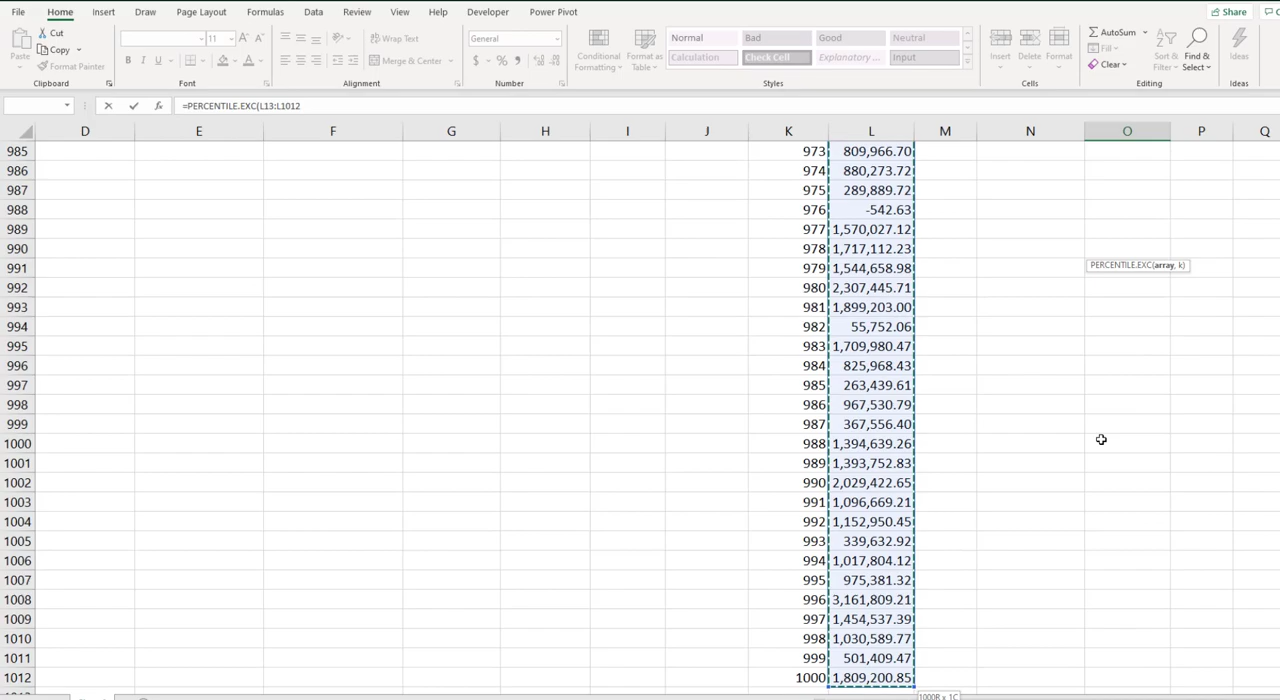 File Home Insert Draw Page Layout Formulas Data Review View Help Developer Power Pivot Share
Paste Cut Copy Format Painter
11 A A Wrap Text General
B I U A Merge & Center $ % ,
Conditional Formatting Format as Table
Normal Bad Good Neutral
Calculation Check Cell Explanatory ... Input
Insert Delete Format
AutoSum Fill Clear Sort & Filter Find & Select Ideas
Clipboard Font Alignment Number Styles Cells Editing Ideas
fx =PERCENTILE.EXC(L13:L1012
D E F G H I J K L M N O P Q
985 973 809,966.70
986 974 880,273.72
987 975 289,889.72
988 976 -542.63
989 977 1,570,027.12
990 978 1,717,112.23
991 979 1,544,658.98 PERCENTILE.EXC(array, k)
992 980 2,307,445.71
993 981 1,899,203.00
994 982 55,752.06
995 983 1,709,980.47
996 984 825,968.43
997 985 263,439.61
998 986 967,530.79
999 987 367,556.40
1000 988 1,394,639.26
1001 989 1,393,752.83
1002 990 2,029,422.65
1003 991 1,096,669.21
1004 992 1,152,950.45
1005 993 339,632.92
1006 994 1,017,804.12
1007 995 975,381.32
1008 996 3,161,809.21
1009 997 1,454,537.39
1010 998 1,030,589.77
1011 999 501,409.47
1012 1000 1,809,200.85
1000R x 1C